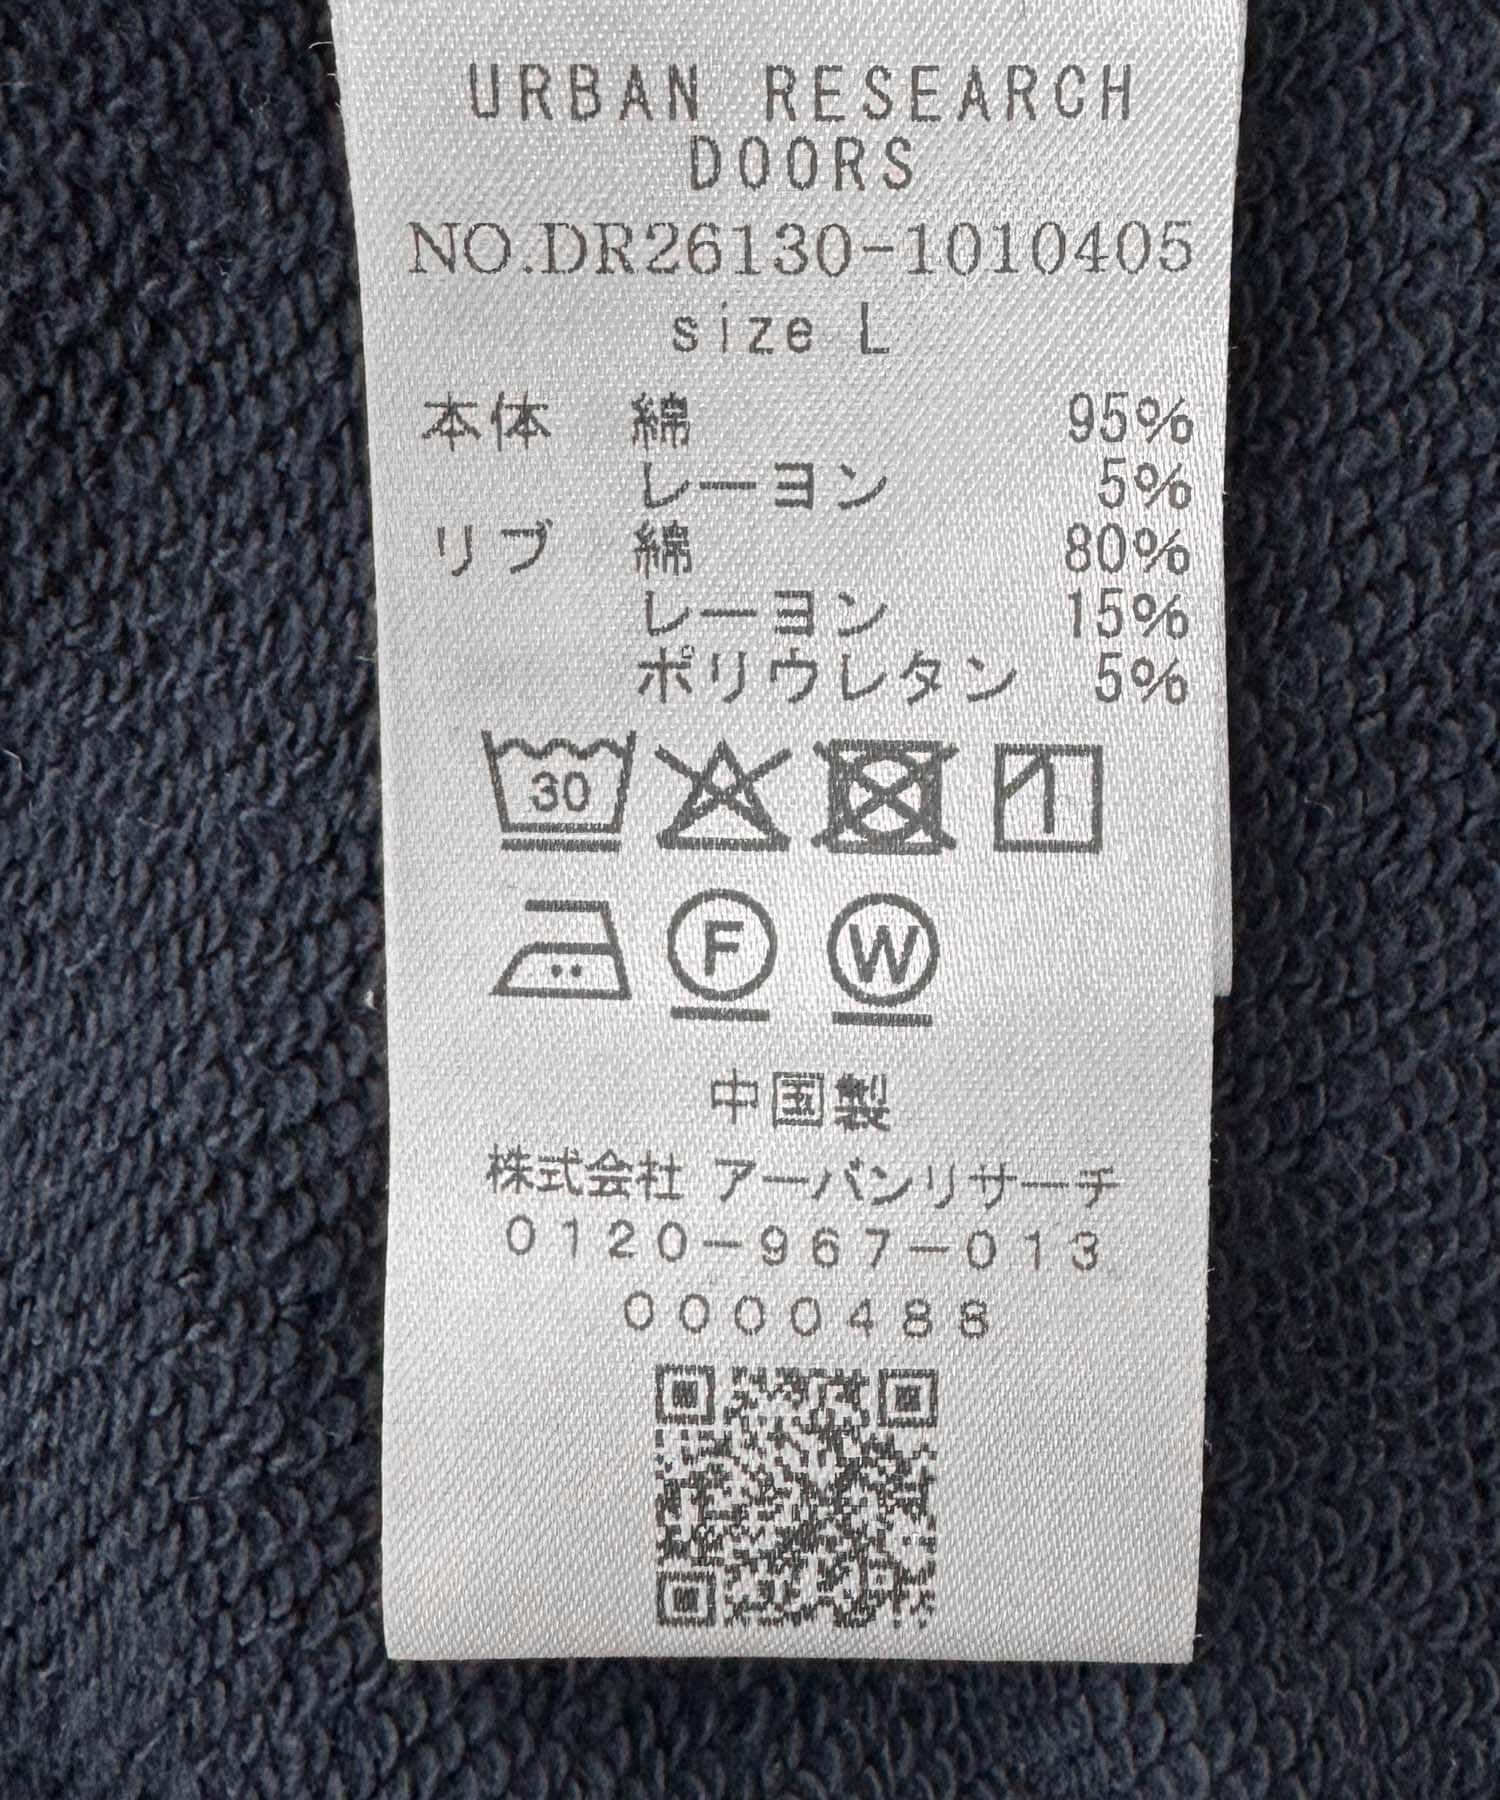 URBAN RESEARCH
DOORS
NO.DR26130-1010405
size L
本体 綿 95%
レーヨン 5%
リブ 綿 80%
レーヨン 15%
ポリウレタン 5%
30
F W
中国製
株式会社 アーバンリサーチ
0120-967-013
0000488